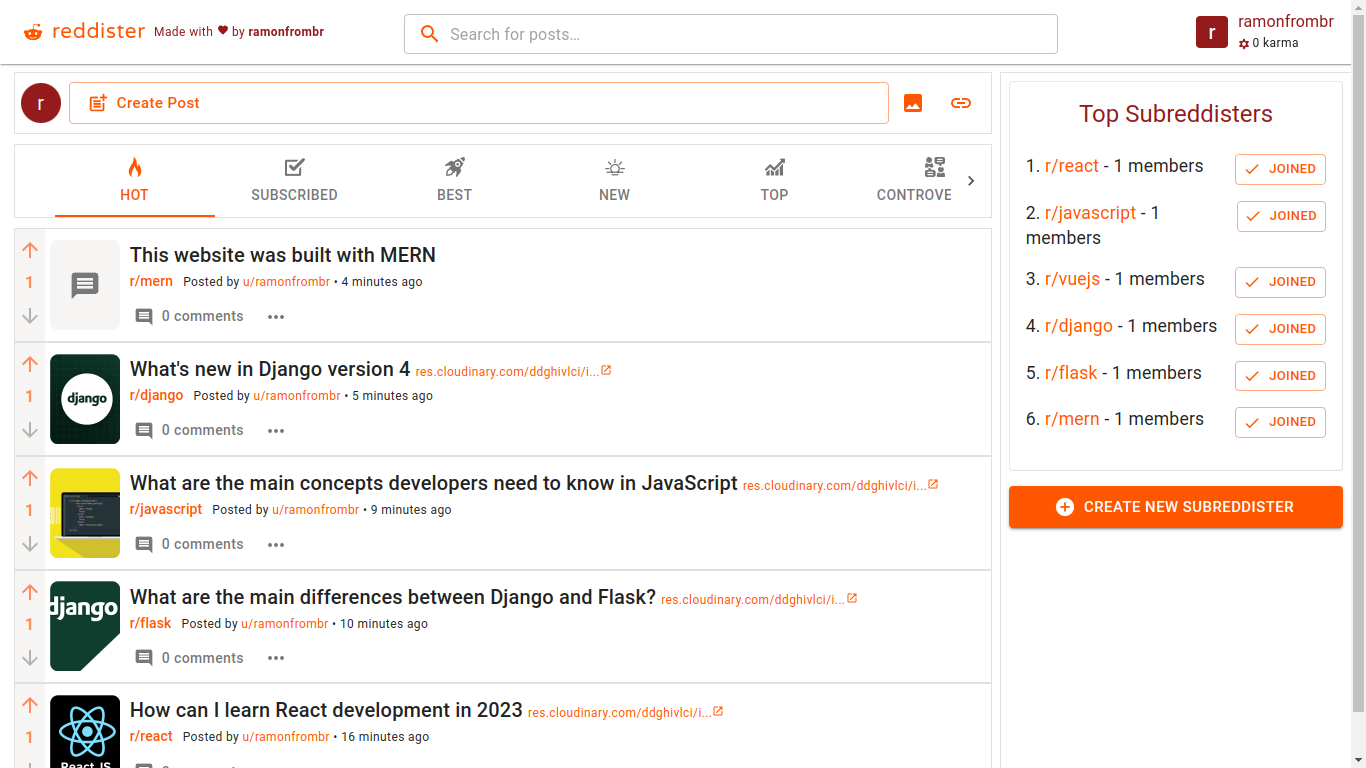 reddister Made with ♥ by ramonfrombr
Search for posts…
r
ramonfrombr
0 karma
r
Create Post
HOT
SUBSCRIBED
BEST
NEW
TOP
CONTROVE
1
This website was built with MERN
r/mern Posted by u/ramonfrombr • 4 minutes ago
0 comments
1
django
What's new in Django version 4 res.cloudinary.com/ddghivlci/i...
r/django Posted by u/ramonfrombr • 5 minutes ago
0 comments
1
What are the main concepts developers need to know in JavaScript res.cloudinary.com/ddghivlci/i...
r/javascript Posted by u/ramonfrombr • 9 minutes ago
0 comments
1
django
What are the main differences between Django and Flask? res.cloudinary.com/ddghivlci/i...
r/flask Posted by u/ramonfrombr • 10 minutes ago
0 comments
1
React JS
How can I learn React development in 2023 res.cloudinary.com/ddghivlci/i...
r/react Posted by u/ramonfrombr • 16 minutes ago
Top Subreddisters
1. r/react - 1 members JOINED
2. r/javascript - 1
members
JOINED
3. r/vuejs - 1 members JOINED
4. r/django - 1 members JOINED
5. r/flask - 1 members JOINED
6. r/mern - 1 members JOINED
CREATE NEW SUBREDDISTER